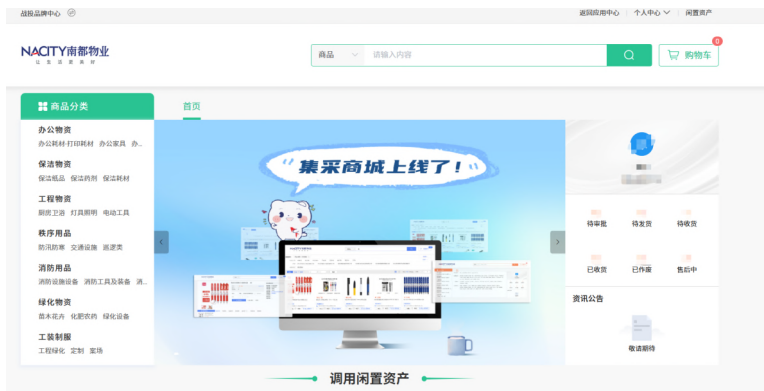 战投品牌中心
返回应用中心 个人中心 闲置资产
NACITY南都物业
让生活更美好
商品 请输入内容
0
购物车
商品分类
首页
办公物资
办公耗材-打印耗材 办公家具 办...
保洁物资
保洁纸品 保洁药剂 保洁耗材
工程物资
厨房卫浴 灯具照明 电动工具
秩序用品
防汛防寒 交通设施 巡逻类
消防用品
消防设施设备 消防工具及装备 消...
绿化物资
苗木花卉 化肥农药 绿化设备
工装制服
工程绿化 定制 案场
集采商城上线了!
待审批 待发货 待收货
已收货 已作废 售后中
资讯公告
敬请期待
调用闲置资产